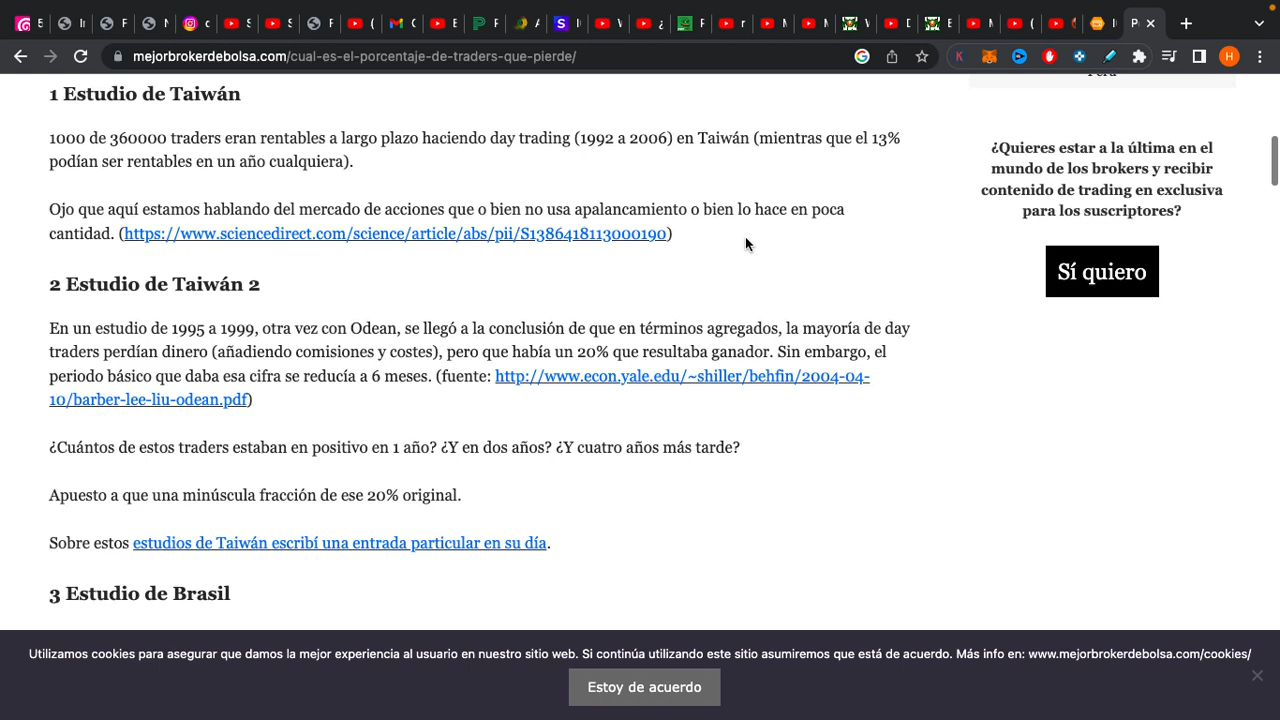 mejorbrokerdebolsa.com/cual-es-el-porcentaje-de-traders-que-pierde/
1 Estudio de Taiwán
1000 de 360000 traders eran rentables a largo plazo haciendo day trading (1992 a 2006) en Taiwán (mientras que el 13%
podían ser rentables en un año cualquiera).
Ojo que aquí estamos hablando del mercado de acciones que o bien no usa apalancamiento o bien lo hace en poca
cantidad. (https://www.sciencedirect.com/science/article/abs/pii/S1386418113000190)
2 Estudio de Taiwán 2
En un estudio de 1995 a 1999, otra vez con Odean, se llegó a la conclusión de que en términos agregados, la mayoría de day
traders perdían dinero (añadiendo comisiones y costes), pero que había un 20% que resultaba ganador. Sin embargo, el
periodo básico que daba esa cifra se reducía a 6 meses. (fuente: http://www.econ.yale.edu/~shiller/behfin/2004-04-
10/barber-lee-liu-odean.pdf)
¿Cuántos de estos traders estaban en positivo en 1 año? ¿Y en dos años? ¿Y cuatro años más tarde?
Apuesto a que una minúscula fracción de ese 20% original.
Sobre estos estudios de Taiwán escribí una entrada particular en su día.
3 Estudio de Brasil
¿Quieres estar a la última en el
mundo de los brokers y recibir
contenido de trading en exclusiva
para los suscriptores?
Sí quiero
Utilizamos cookies para asegurar que damos la mejor experiencia al usuario en nuestro sitio web. Si continúa utilizando este sitio asumiremos que está de acuerdo. Más info en: www.mejorbrokerdebolsa.com/cookies/
Estoy de acuerdo